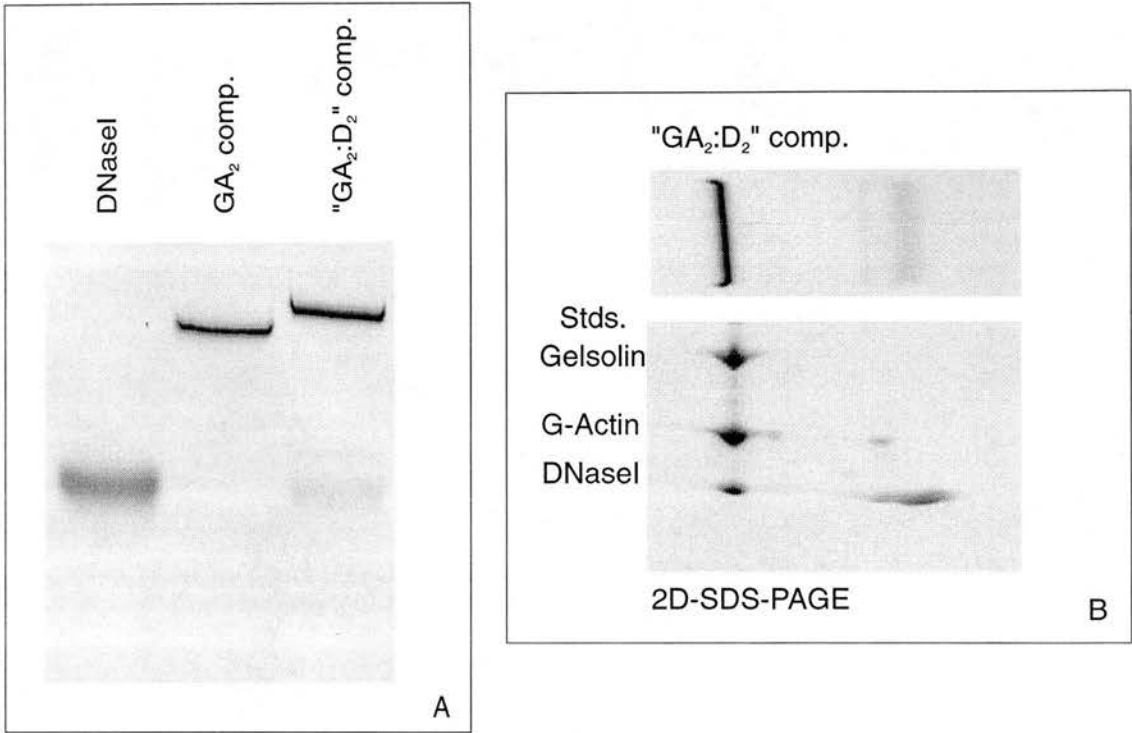 DNaseI
GA₂ comp.
"GA₂:D₂" comp.
A
"GA₂:D₂" comp.
Stds.
Gelsolin
G-Actin
DNaseI
2D-SDS-PAGE
B